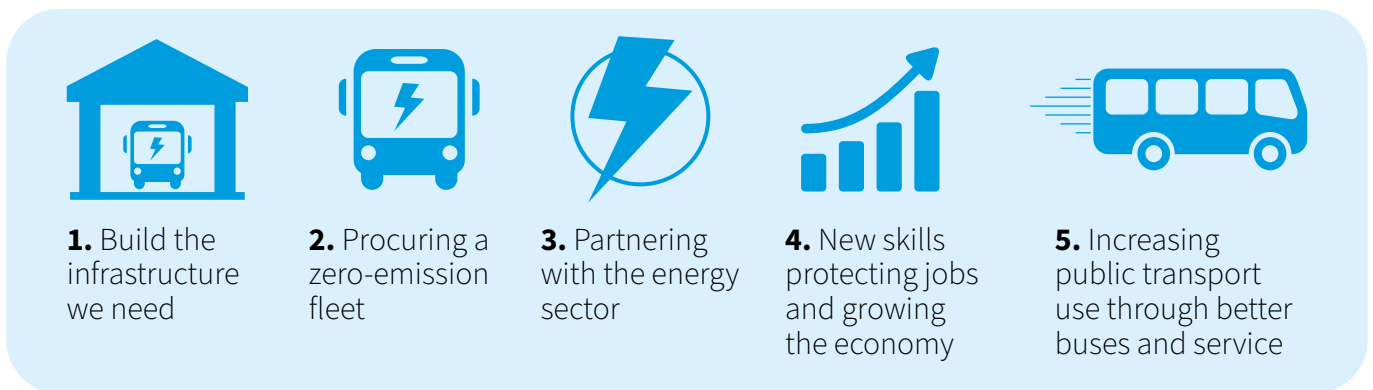 1. Build the
infrastructure
we need
2. Procuring a
zero-emission
fleet
3. Partnering
with the energy
sector
4. New skills
protecting jobs
and growing
the economy
5. Increasing
public transport
use through better
buses and service